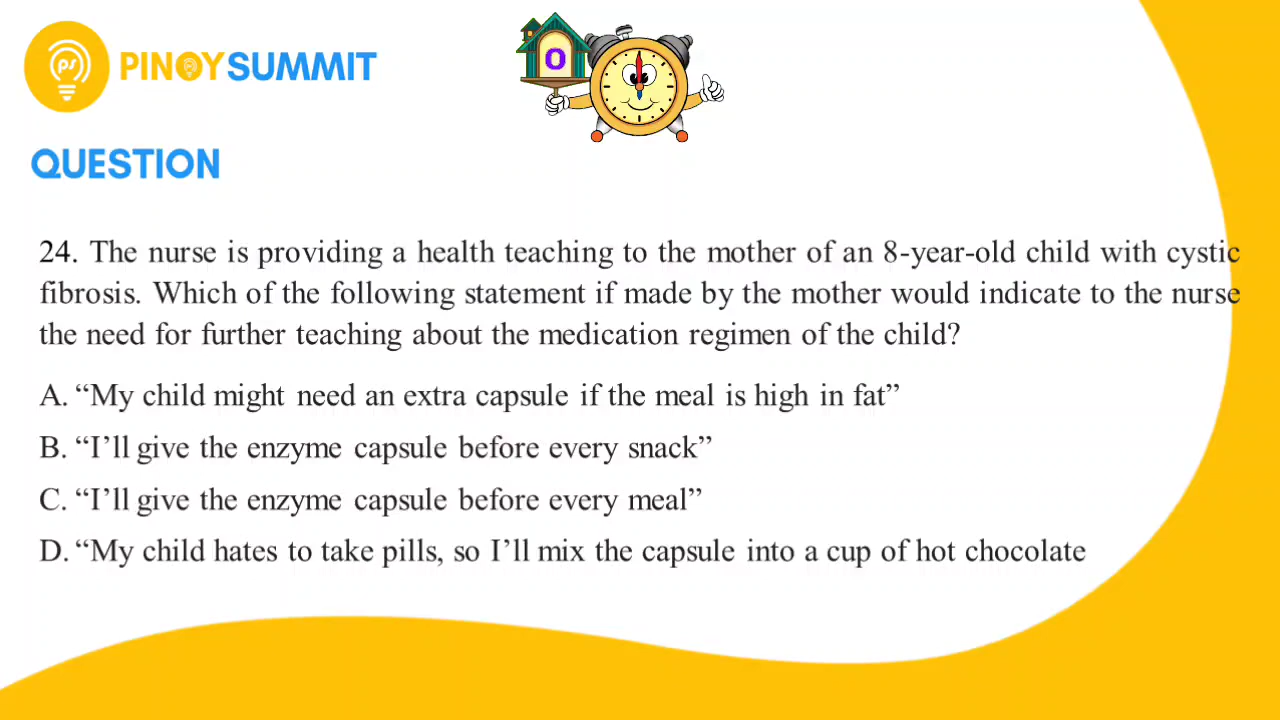 PINOYSUMMIT
O
QUESTION
24. The nurse is providing a health teaching to the mother of an 8-year-old child with cystic
fibrosis. Which of the following statement if made by the mother would indicate to the nurse
the need for further teaching about the medication regimen of the child?
A. “My child might need an extra capsule if the meal is high in fat”
B. “I’ll give the enzyme capsule before every snack”
C. “I’ll give the enzyme capsule before every meal”
D. “My child hates to take pills, so I’ll mix the capsule into a cup of hot chocolate